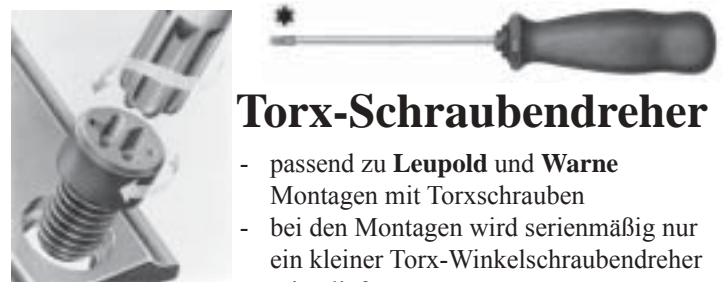 Torx-Schraubendreher
- passend zu Leupold und Warne
Montagen mit Torxschrauben
- bei den Montagen wird serienmäßig nur
ein kleiner Torx-Winkelschraubendreher